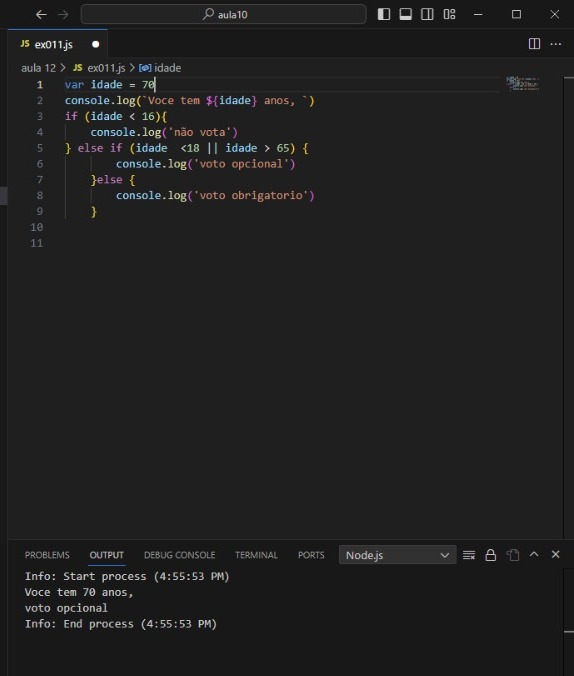 aula10
JS ex011.js
aula 12 > JS ex011.js > idade
1 var idade = 70
2 console.log(`Voce tem ${idade} anos, `)
3 if (idade < 16){
4     console.log('não vota')
5 } else if (idade  <18 || idade > 65) {
6         console.log('voto opcional')
7     }else {
8         console.log('voto obrigatorio')
9     }
10
11
PROBLEMS OUTPUT DEBUG CONSOLE TERMINAL PORTS Node.js
Info: Start process (4:55:53 PM)
Voce tem 70 anos,
voto opcional
Info: End process (4:55:53 PM)